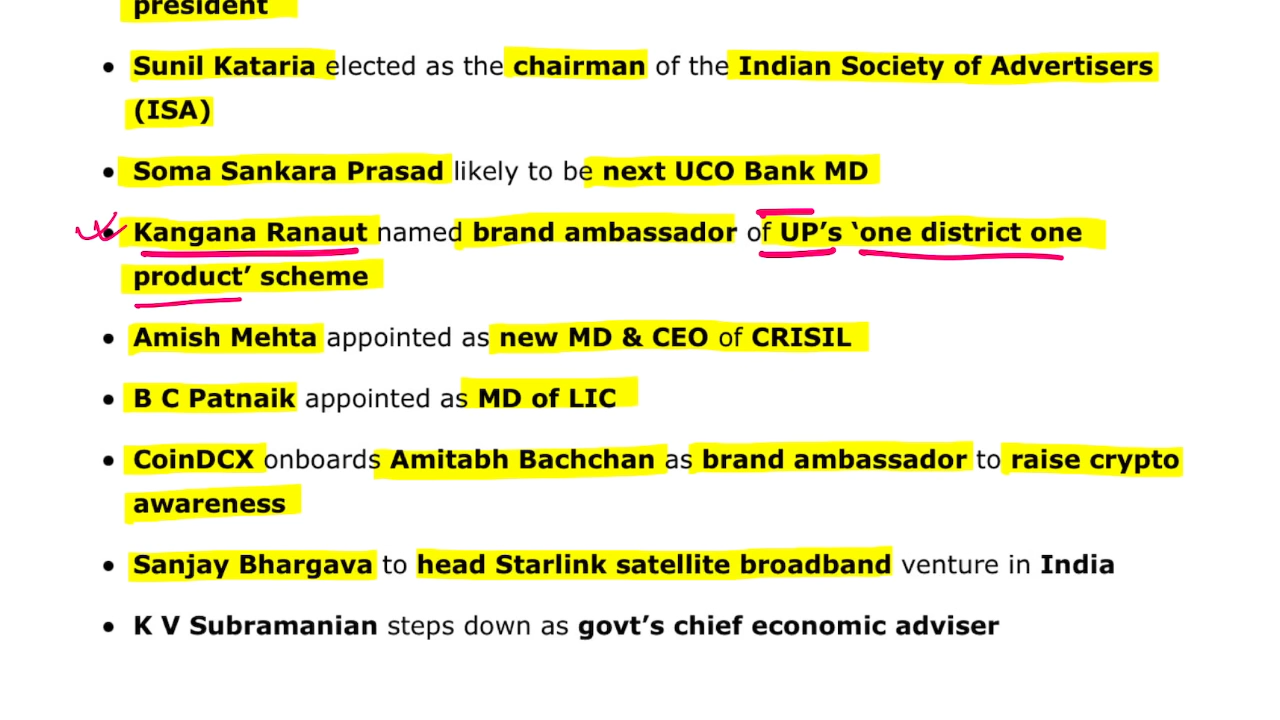 president
• Sunil Kataria elected as the chairman of the Indian Society of Advertisers
(ISA)
• Soma Sankara Prasad likely to be next UCO Bank MD
• Kangana Ranaut named brand ambassador of UP’s ‘one district one
product’ scheme
• Amish Mehta appointed as new MD & CEO of CRISIL
• B C Patnaik appointed as MD of LIC
• CoinDCX onboards Amitabh Bachchan as brand ambassador to raise crypto
awareness
• Sanjay Bhargava to head Starlink satellite broadband venture in India
• K V Subramanian steps down as govt’s chief economic adviser